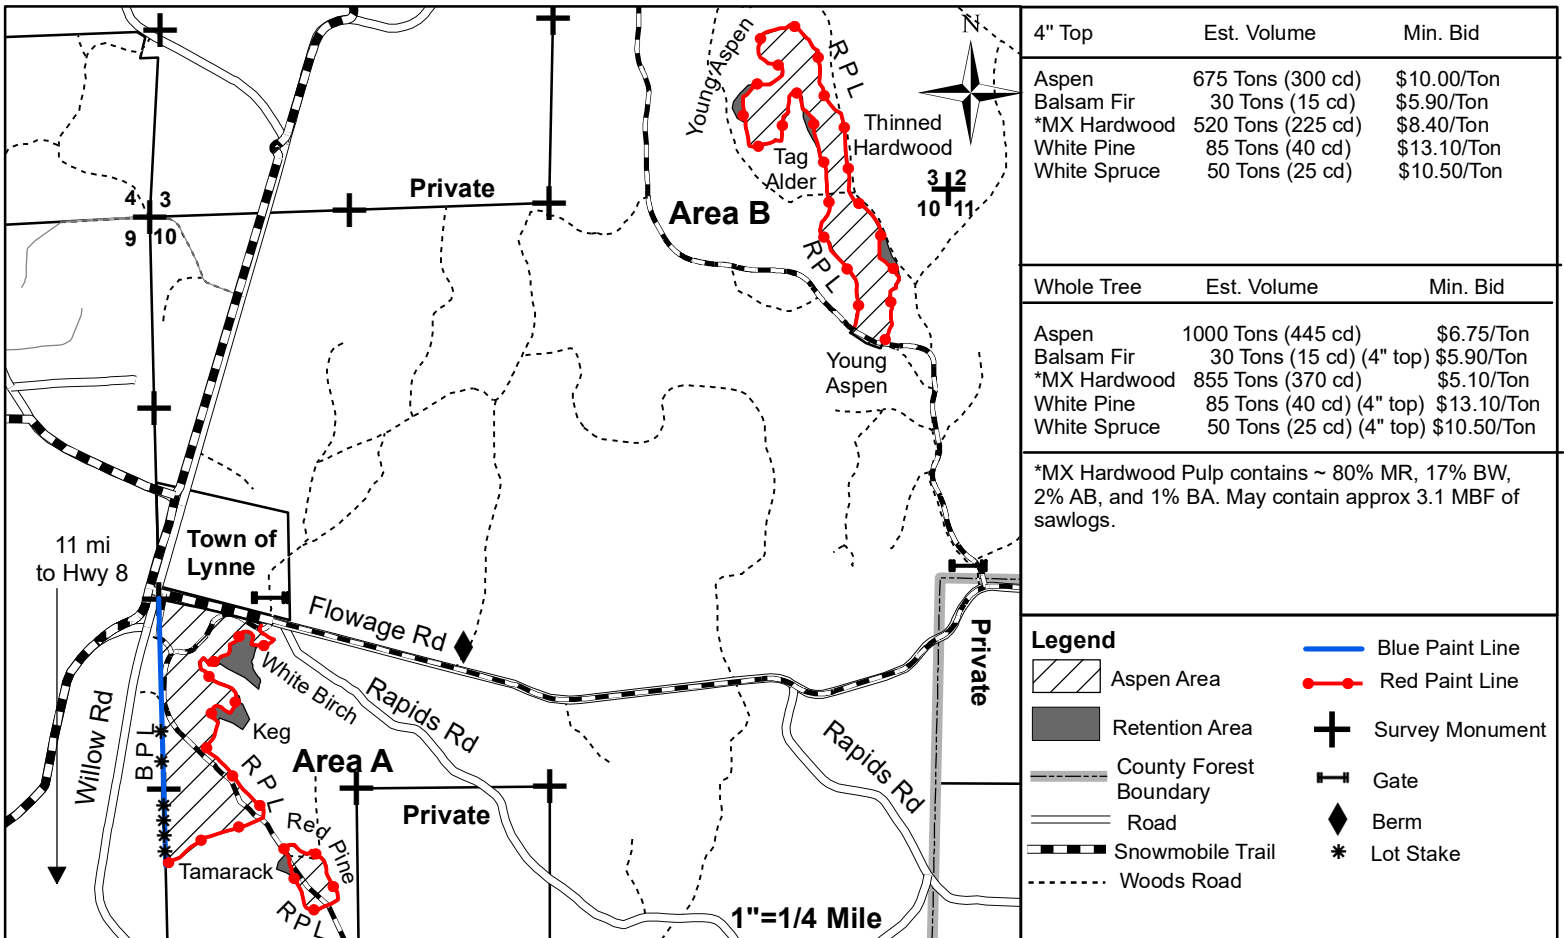 4" Top Est. Volume Min. Bid
Aspen 675 Tons (300 cd) $10.00/Ton
Balsam Fir 30 Tons (15 cd) $5.90/Ton
*MX Hardwood 520 Tons (225 cd) $8.40/Ton
White Pine 85 Tons (40 cd) $13.10/Ton
White Spruce 50 Tons (25 cd) $10.50/Ton
Whole Tree Est. Volume Min. Bid
Aspen 1000 Tons (445 cd) $6.75/Ton
Balsam Fir 30 Tons (15 cd) (4" top) $5.90/Ton
*MX Hardwood 855 Tons (370 cd) $5.10/Ton
White Pine 85 Tons (40 cd) (4" top) $13.10/Ton
White Spruce 50 Tons (25 cd) (4" top) $10.50/Ton
*MX Hardwood Pulp contains ~ 80% MR, 17% BW,
2% AB, and 1% BA. May contain approx 3.1 MBF of
sawlogs.
Legend
Aspen Area
Retention Area
County Forest
Boundary
Road
Snowmobile Trail
Woods Road
Blue Paint Line
Red Paint Line
Survey Monument
Gate
Berm
Lot Stake
N
Young Aspen
R P L
Thinned
Hardwood
Tag
Alder
3 2
10 11
Private
4 3
9 10
Area B
R P L
Young
Aspen
Town of
Lynne
11 mi
to Hwy 8
Flowage Rd
Private
White Birch
Rapids Rd
Keg
Willow Rd
B P L
R P L
Area A
Rapids Rd
Private
Red Pine
Tamarack
R P L
1"=1/4 Mile